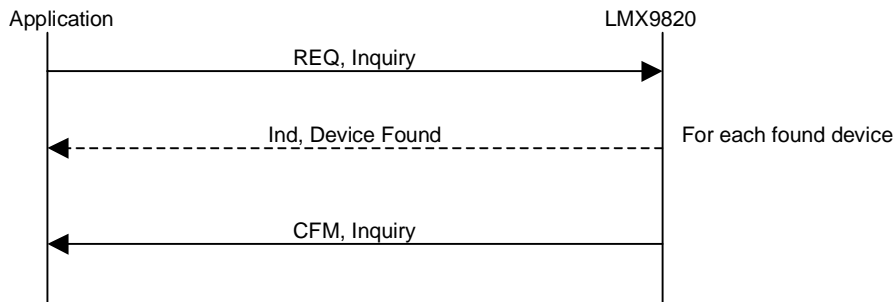 Application
LMX9820
REQ, Inquiry
Ind, Device Found
For each found device
CFM, Inquiry